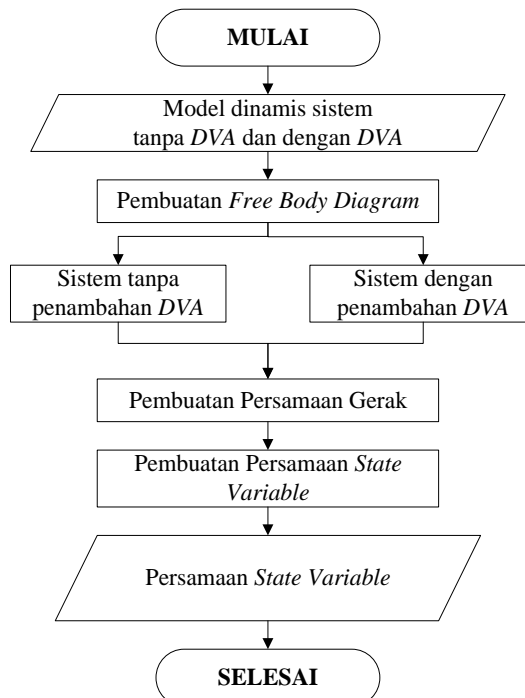 MULAI
Model dinamis sistem
tanpa DVA dan dengan DVA
Pembuatan Free Body Diagram
Sistem tanpa
penambahan DVA
Sistem dengan
penambahan DVA
Pembuatan Persamaan Gerak
Pembuatan Persamaan State
Variable
Persamaan State Variable
SELESAI